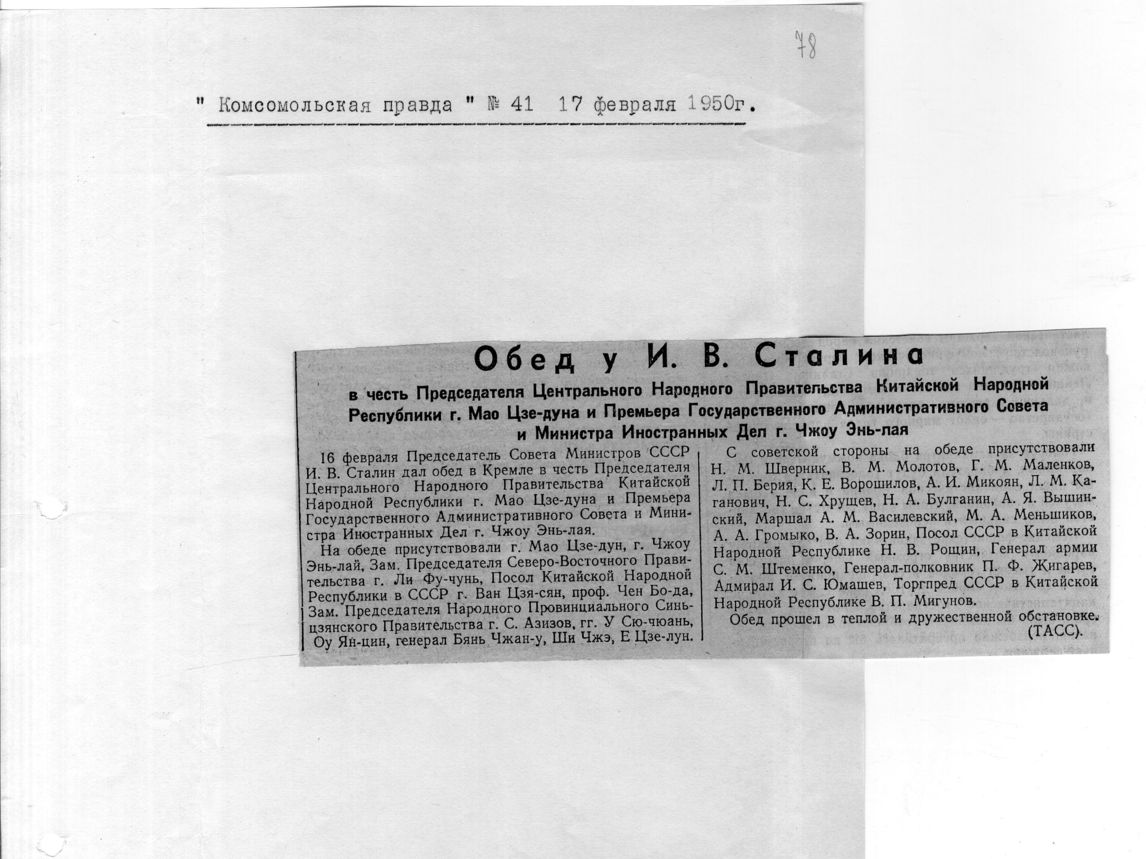 78
" Комсомольская правда " № 41 17 февраля 1950г.
Обед у И. В. Сталина
в честь Председателя Центрального Народного Правительства Китайской Народной
Республики г. Мао Цзе-дуна и Премьера Государственного Административного Совета
и Министра Иностранных Дел г. Чжоу Энь-лая
16 февраля Председатель Совета Министров СССР
И. В. Сталин дал обед в Кремле в честь Председателя
Центрального Народного Правительства Китайской
Народной Республики г. Мао Цзе-дуна и Премьера
Государственного Административного Совета и Мини-
стра Иностранных Дел г. Чжоу Энь-лая.
На обеде присутствовали г. Мао Цзе-дун, г. Чжоу
Энь-лай, Зам. Председателя Северо-Восточного Прави-
тельства г. Ли Фу-чунь, Посол Китайской Народной
Республики в СССР г. Ван Цзя-сян, проф. Чен Бо-да,
Зам. Председателя Народного Провинциального Синь-
цзянского Правительства г. С. Азизов, гг. У Сю-чюань,
Оу Ян-цин, генерал Бянь Чжан-у, Ши Чжэ, Е Цзе-лун.
С советской стороны на обеде присутствовали
Н. М. Шверник, В. М. Молотов, Г. М. Маленков,
Л. П. Берия, К. Е. Ворошилов, А. И. Микоян, Л. М. Ка-
ганович, Н. С. Хрущев, Н. А. Булганин, А. Я. Вышин-
ский, Маршал А. М. Василевский, М. А. Меньшиков,
А. А. Громыко, В. А. Зорин, Посол СССР в Китайской
Народной Республике Н. В. Рощин, Генерал армии
С. М. Штеменко, Генерал-полковник П. Ф. Жигарев,
Адмирал И. С. Юмашев, Торгпред СССР в Китайской
Народной Республике В. П. Мигунов.
Обед прошел в теплой и дружественной обстановке.
(ТАСС).